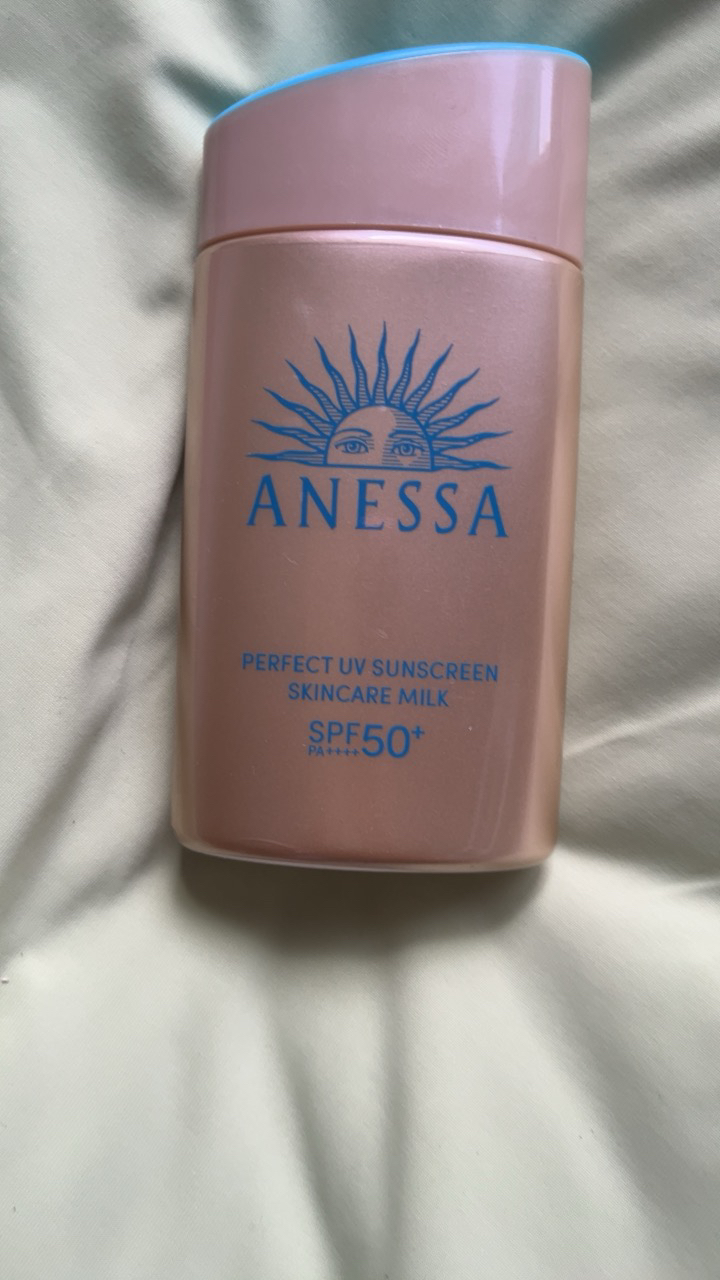 ANESSA
PERFECT UV SUNSCREEN
SKINCARE MILK
SPF50+
PA++++